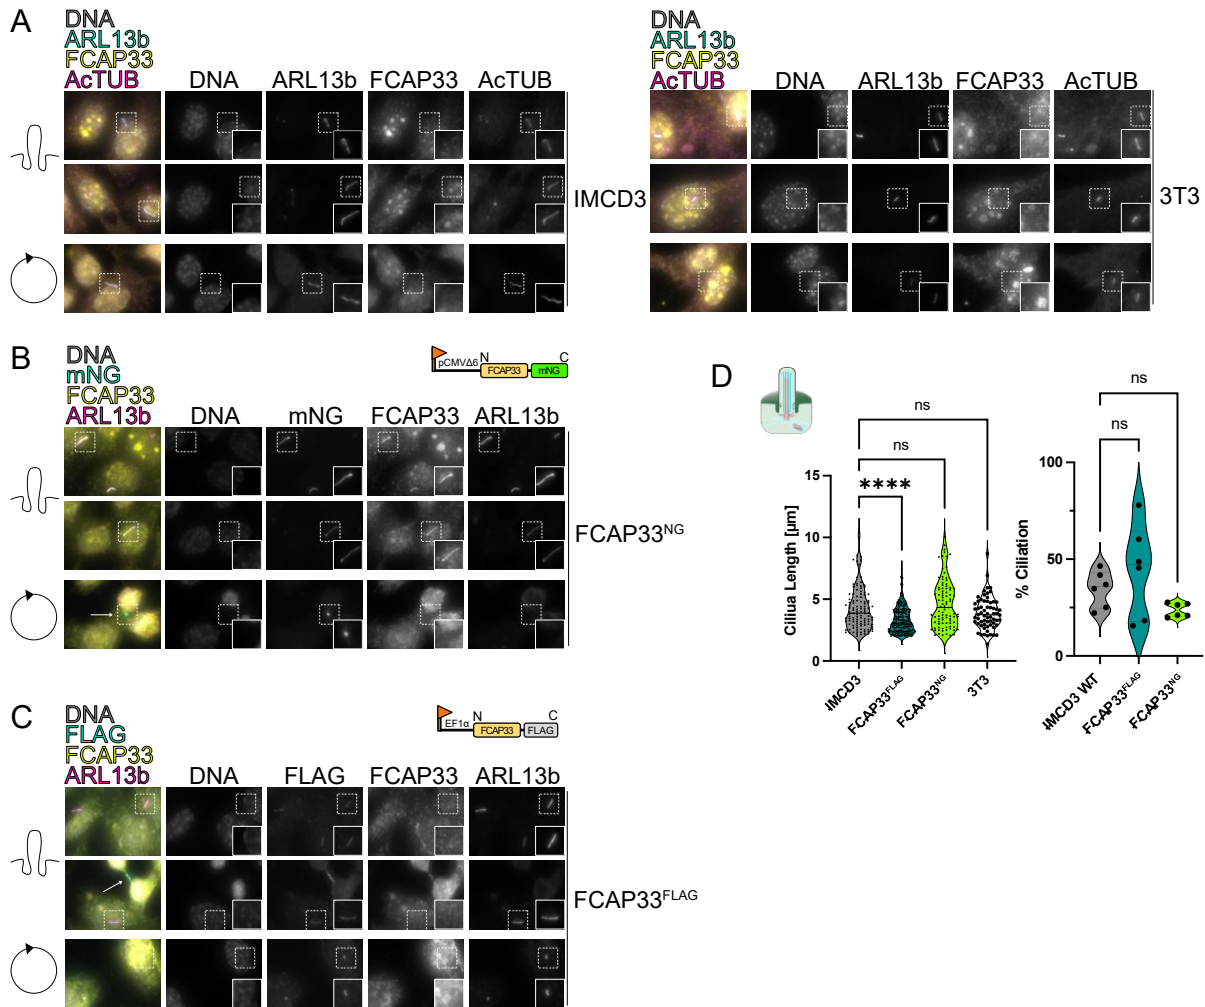 A
DNA
ARL13b
FCAP33
AcTUB
DNA ARL13b FCAP33 AcTUB
IMCD3
DNA
ARL13b
FCAP33
AcTUB
DNA ARL13b FCAP33 AcTUB
3T3
B
DNA
mNG
FCAP33
ARL13b
pCMVΔ6 N C
FCAP33 mNG
DNA mNG FCAP33 ARL13b
FCAP33NG
C
DNA
FLAG
FCAP33
ARL13b
EF1α N C
FCAP33 FLAG
DNA FLAG FCAP33 ARL13b
FCAP33FLAG
D
ns
ns
****
Ciliua Length [µm]
15
10
5
0
IMCD3
FCAP33FLAG
FCAP33NG
3T3
ns
ns
% Ciliation
100
50
0
IMCD3 WT
FCAP33FLAG
FCAP33NG